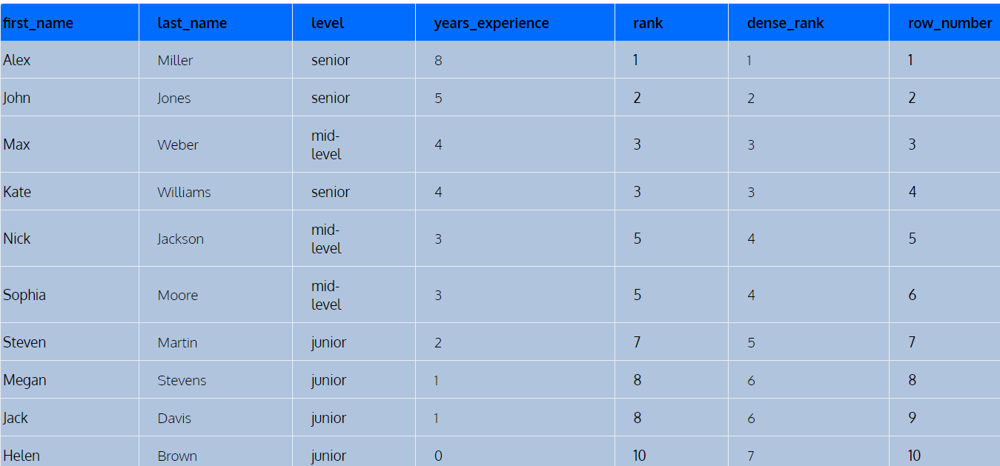 first_name last_name level years_experience rank dense_rank row_number
Alex Miller senior 8 1 1 1
John Jones senior 5 2 2 2
Max Weber mid-
level 4 3 3 3
Kate Williams senior 4 3 3 4
Nick Jackson mid-
level 3 5 4 5
Sophia Moore mid-
level 3 5 4 6
Steven Martin junior 2 7 5 7
Megan Stevens junior 1 8 6 8
Jack Davis junior 1 8 6 9
Helen Brown junior 0 10 7 10